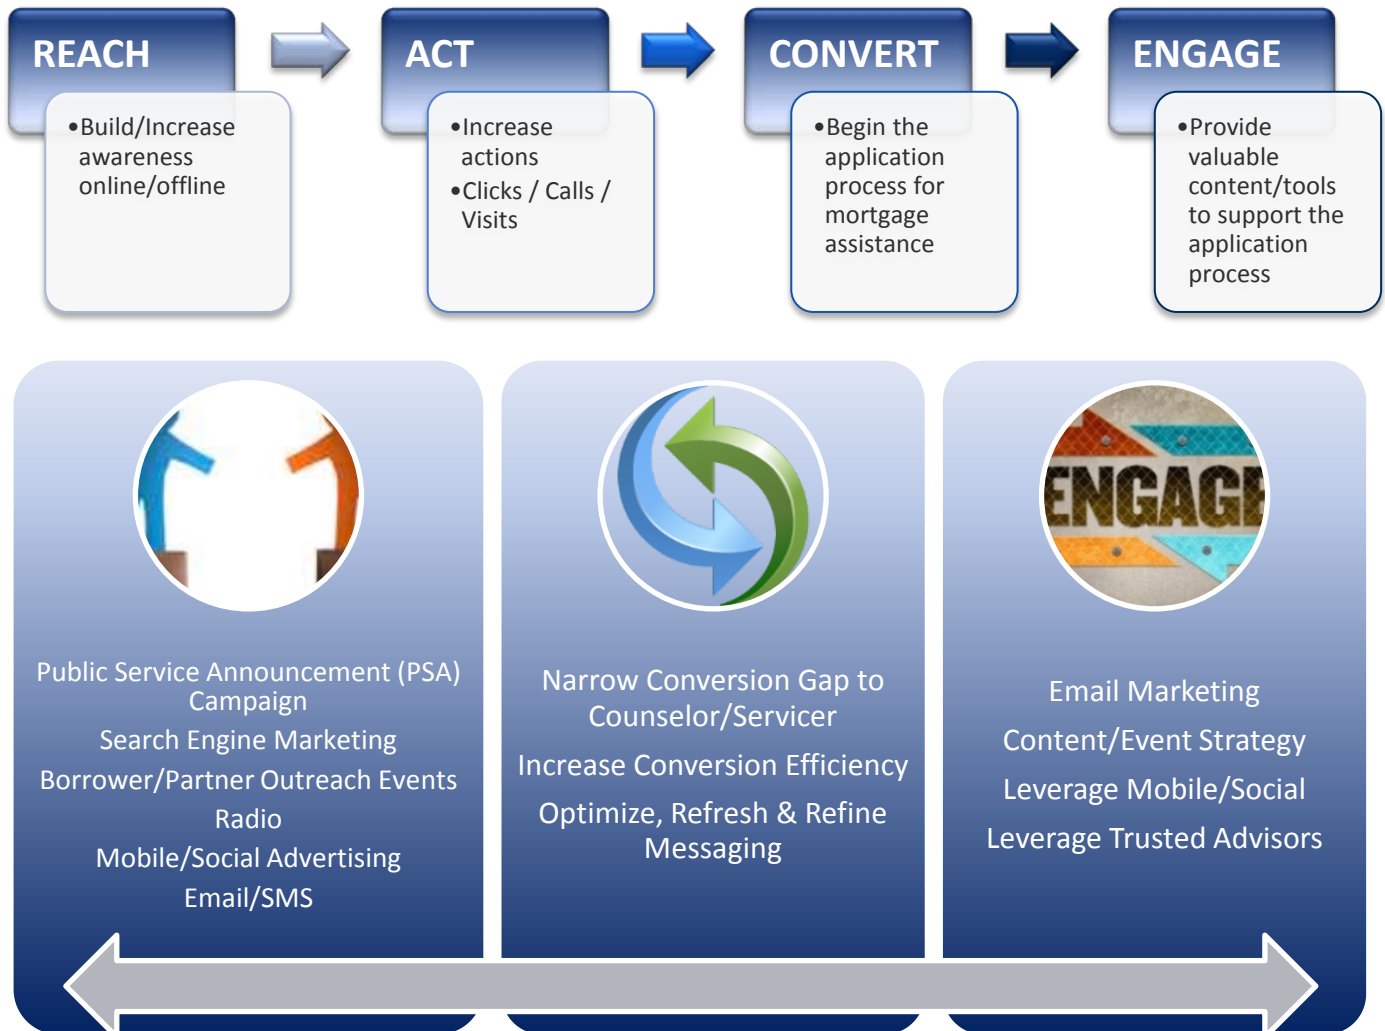 REACH
•Build/Increase
awareness
online/offline
ACT
•Increase
actions
•Clicks / Calls /
Visits
CONVERT
•Begin the
application
process for
mortgage
assistance
ENGAGE
•Provide
valuable
content/tools
to support the
application
process
Public Service Announcement (PSA)
Campaign
Search Engine Marketing
Borrower/Partner Outreach Events
Radio
Mobile/Social Advertising
Email/SMS
Narrow Conversion Gap to
Counselor/Servicer
Increase Conversion Efficiency
Optimize, Refresh & Refine
Messaging
ENGAGE
Email Marketing
Content/Event Strategy
Leverage Mobile/Social
Leverage Trusted Advisors